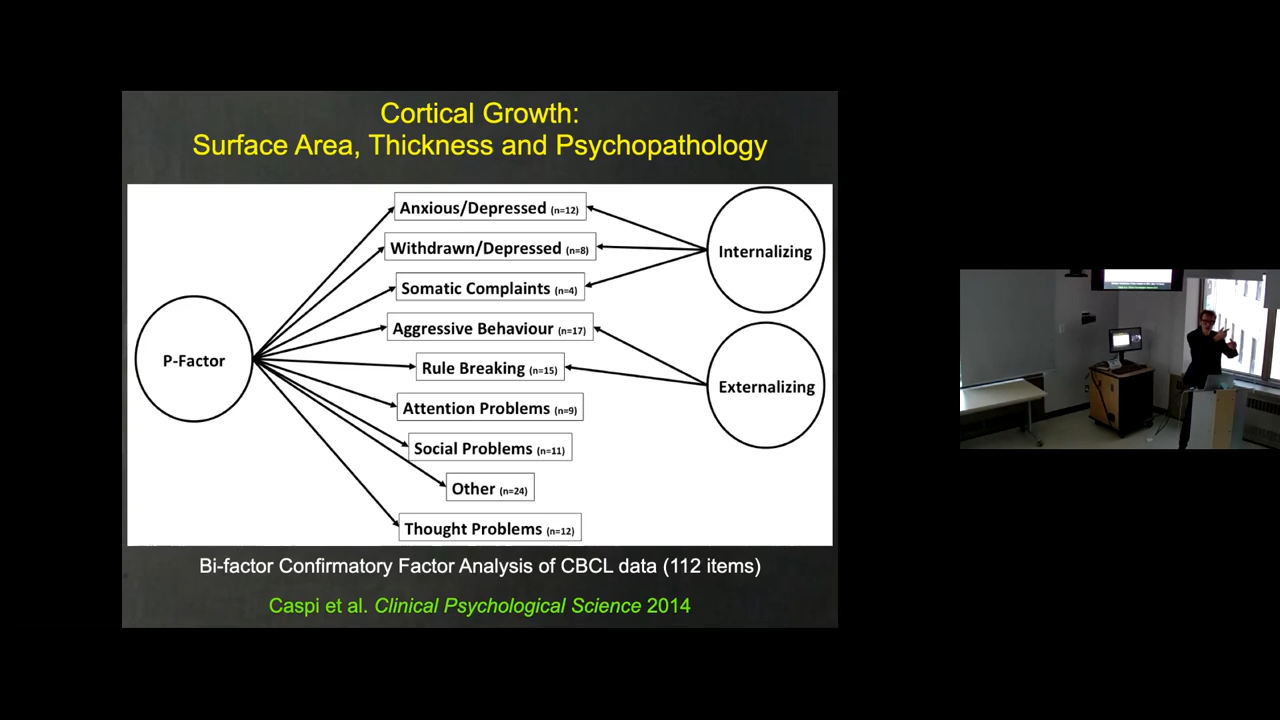 Cortical Growth:
Surface Area, Thickness and Psychopathology
Anxious/Depressed (n=12)
Withdrawn/Depressed (n=8)
Somatic Complaints (n=4)
Aggressive Behaviour (n=17)
Rule Breaking (n=15)
Attention Problems (n=9)
Social Problems (n=11)
Other (n=24)
Thought Problems (n=12)
P-Factor
Internalizing
Externalizing
Bi-factor Confirmatory Factor Analysis of CBCL data (112 items)
Caspi et al. Clinical Psychological Science 2014